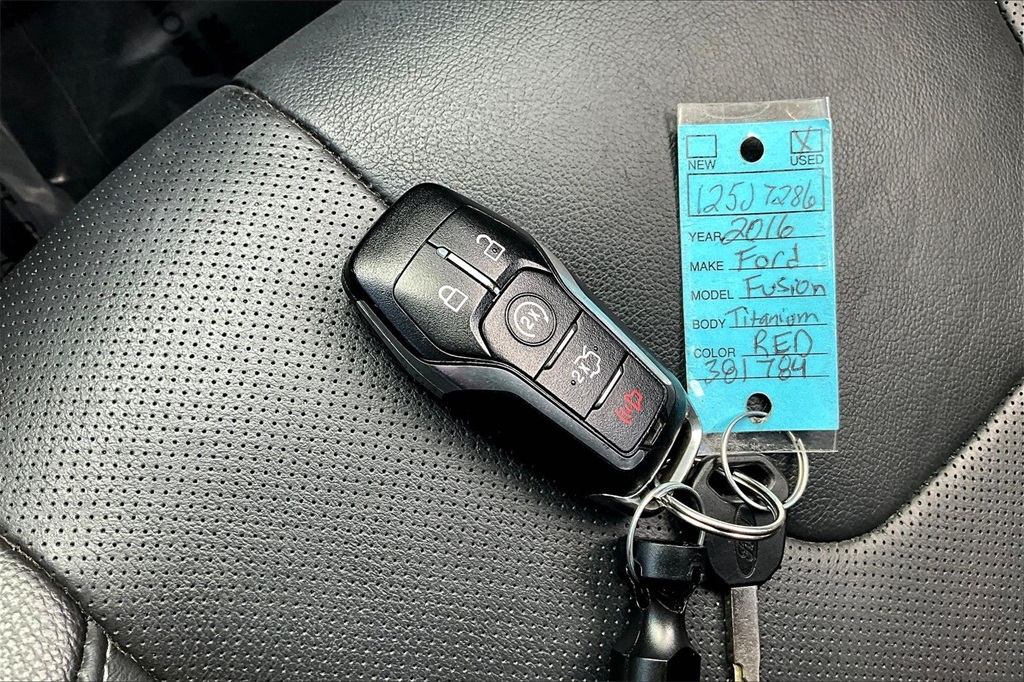 NEW USED
X
125J7286
YEAR 2016
MAKE Ford
MODEL Fusion
BODY Titanium
COLOR RED
381784
2X
2X